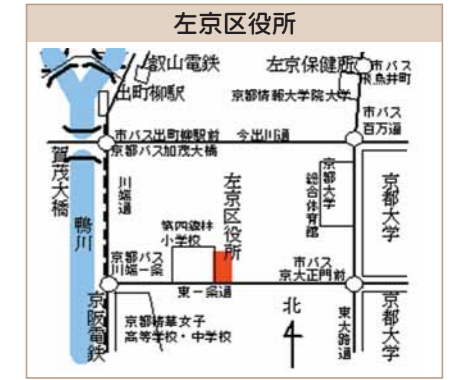 左京区役所
叡山電鉄
出町柳駅
左京保健所
市バス
飛鳥井町
京都情報大学院大学
市バス
百万遍
市バス出町柳駅前
今出川通
京都バス加茂大橋
賀茂大橋
鴨川
川端通
左京区役所
京都大学
総合体育館
京都大学
第四錦林
小学校
京都バス
川端一条
市バス
京大正門前
東一条通
京阪電鉄
京都精華女子
高等学校・中学校
北
東大路通
京都大学